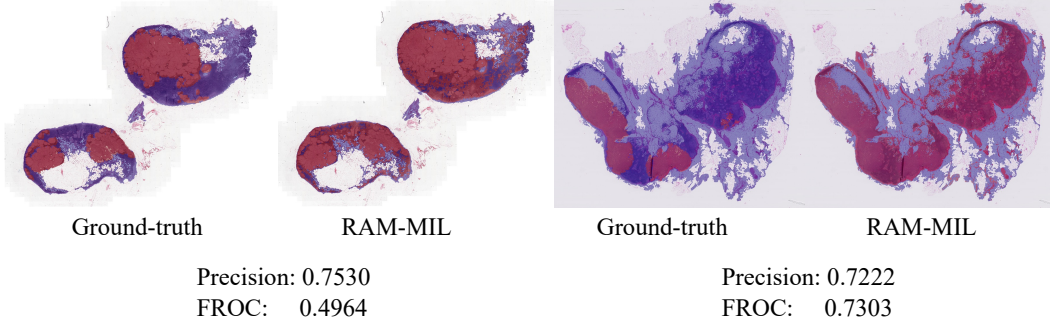 Ground-truth RAM-MIL Ground-truth RAM-MIL
Precision: 0.7530 Precision: 0.7222
FROC: 0.4964 FROC: 0.7303